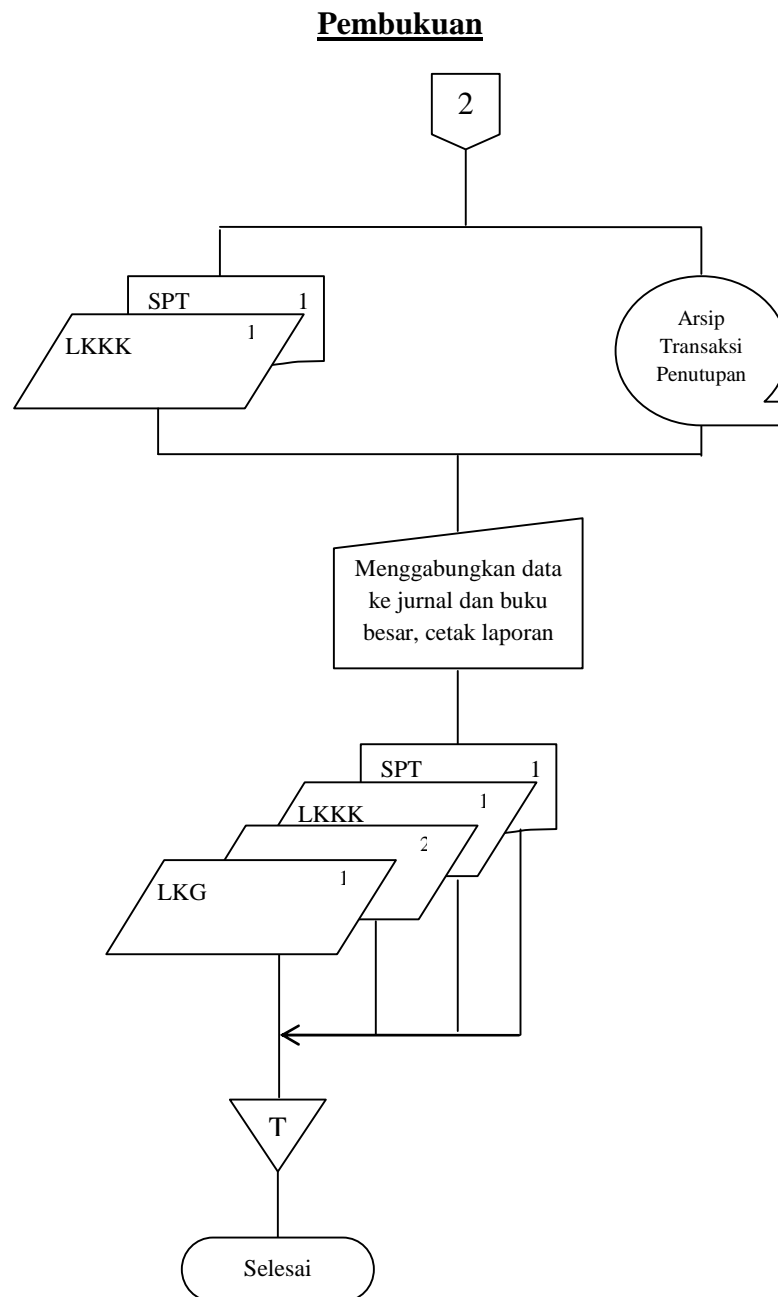 Pembukuan
2
SPT 1
LKKK 1
Arsip
Transaksi
Penutupan
Menggabungkan data
ke jurnal dan buku
besar, cetak laporan
SPT 1
LKKK 1
2
LKG 1
T
Selesai